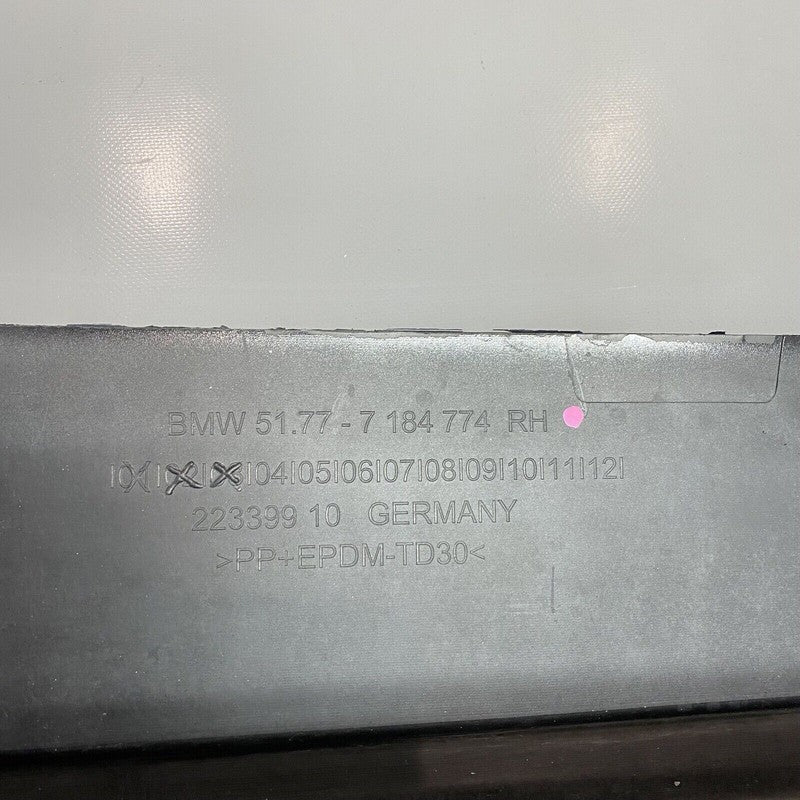 BMW 51.77 - 7 184 774 RH
|04|05|06|07|08|09|10|11|12|
223399 10 GERMANY
>PP+EPDM-TD30<